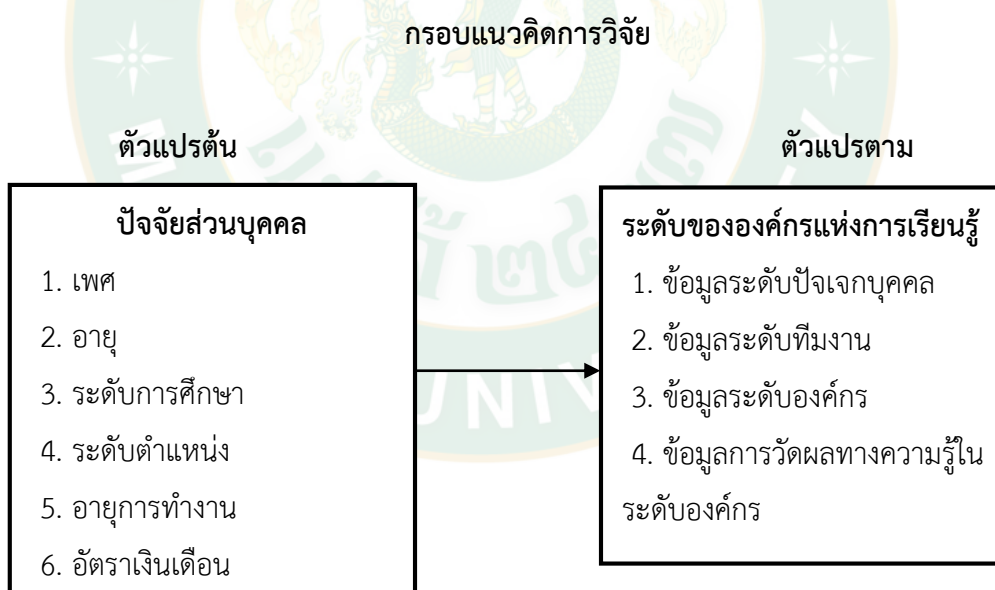 กรอบแนวคิดการวิจัย
ตัวแปรต้น
ตัวแปรตาม
ปัจจัยส่วนบุคคล
1. เพศ
2. อายุ
3. ระดับการศึกษา
4. ระดับตำแหน่ง
5. อายุการทำงาน
6. อัตราเงินเดือน
ระดับขององค์กรแห่งการเรียนรู้
1. ข้อมูลระดับปัจเจกบุคคล
2. ข้อมูลระดับทีมงาน
3. ข้อมูลระดับองค์กร
4. ข้อมูลการวัดผลทางความรู้ใน
ระดับองค์กร